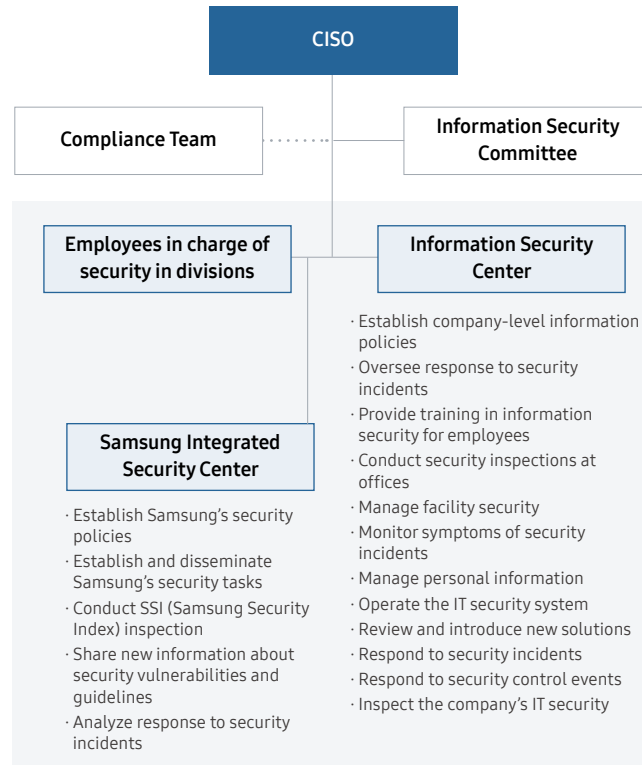 CISO
Compliance Team
Information Security
Committee
Employees in charge of
security in divisions
Information Security
Center
· Establish company-level information
policies
· Oversee response to security
incidents
· Provide training in information
security for employees
· Conduct security inspections at
offices
· Manage facility security
· Monitor symptoms of security
incidents
· Manage personal information
· Operate the IT security system
· Review and introduce new solutions
· Respond to security incidents
· Respond to security control events
· Inspect the company's IT security
Samsung Integrated
Security Center
· Establish Samsung's security
policies
· Establish and disseminate
Samsung's security tasks
· Conduct SSI (Samsung Security
Index) inspection
· Share new information about
security vulnerabilities and
guidelines
· Analyze response to security
incidents